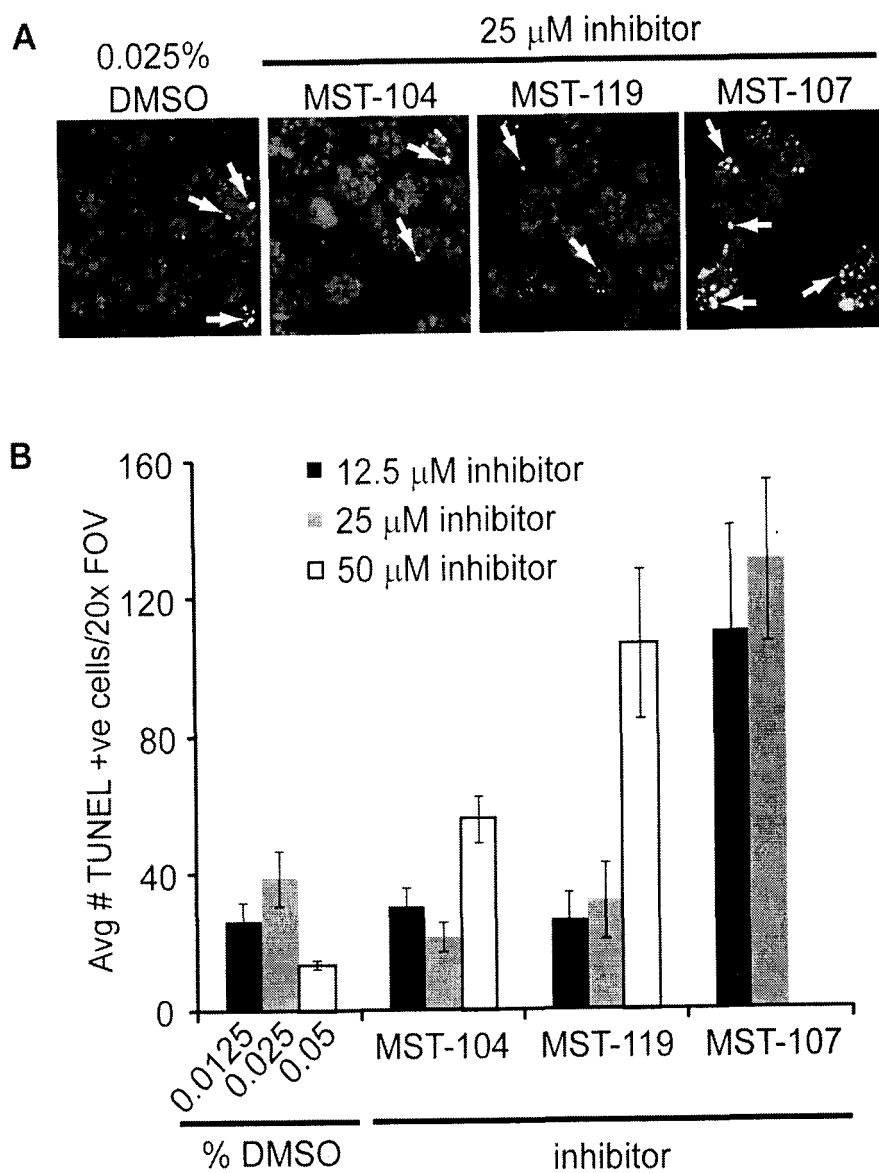 A
25 μM inhibitor
0.025%
DMSO
MST-104
MST-119
MST-107
B
160
120
80
40
0
Avg # TUNEL +ve cells/20x FOV
12.5 μM inhibitor
25 μM inhibitor
50 μM inhibitor
0.0125
0.025
0.05
MST-104
MST-119
MST-107
% DMSO
inhibitor